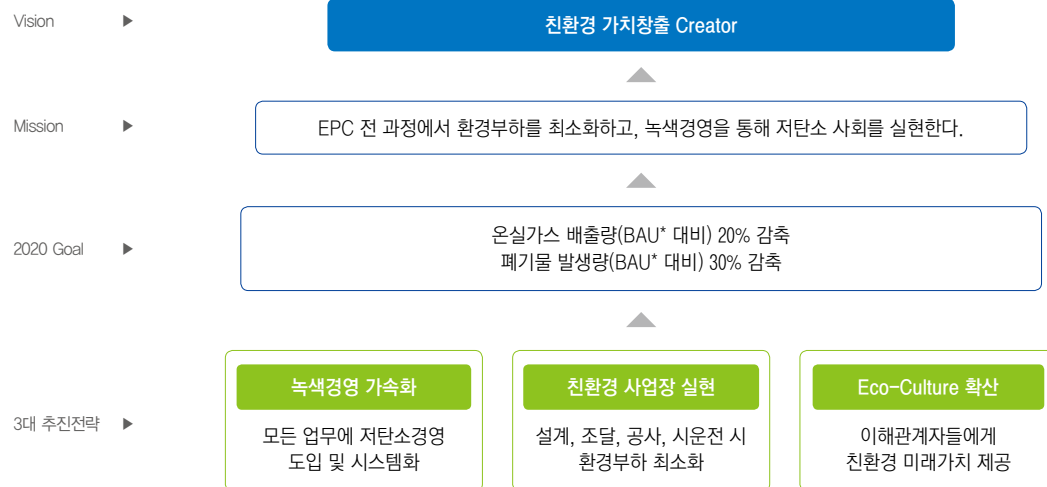 Vision ▶
친환경 가치창출 Creator
Mission ▶
EPC 전 과정에서 환경부하를 최소화하고, 녹색경영을 통해 저탄소 사회를 실현한다.
2020 Goal ▶
온실가스 배출량(BAU* 대비) 20% 감축
폐기물 발생량(BAU* 대비) 30% 감축
3대 추진전략 ▶
녹색경영 가속화
모든 업무에 저탄소경영
도입 및 시스템화
친환경 사업장 실현
설계, 조달, 공사, 시운전 시
환경부하 최소화
Eco-Culture 확산
이해관계자들에게
친환경 미래가치 제공